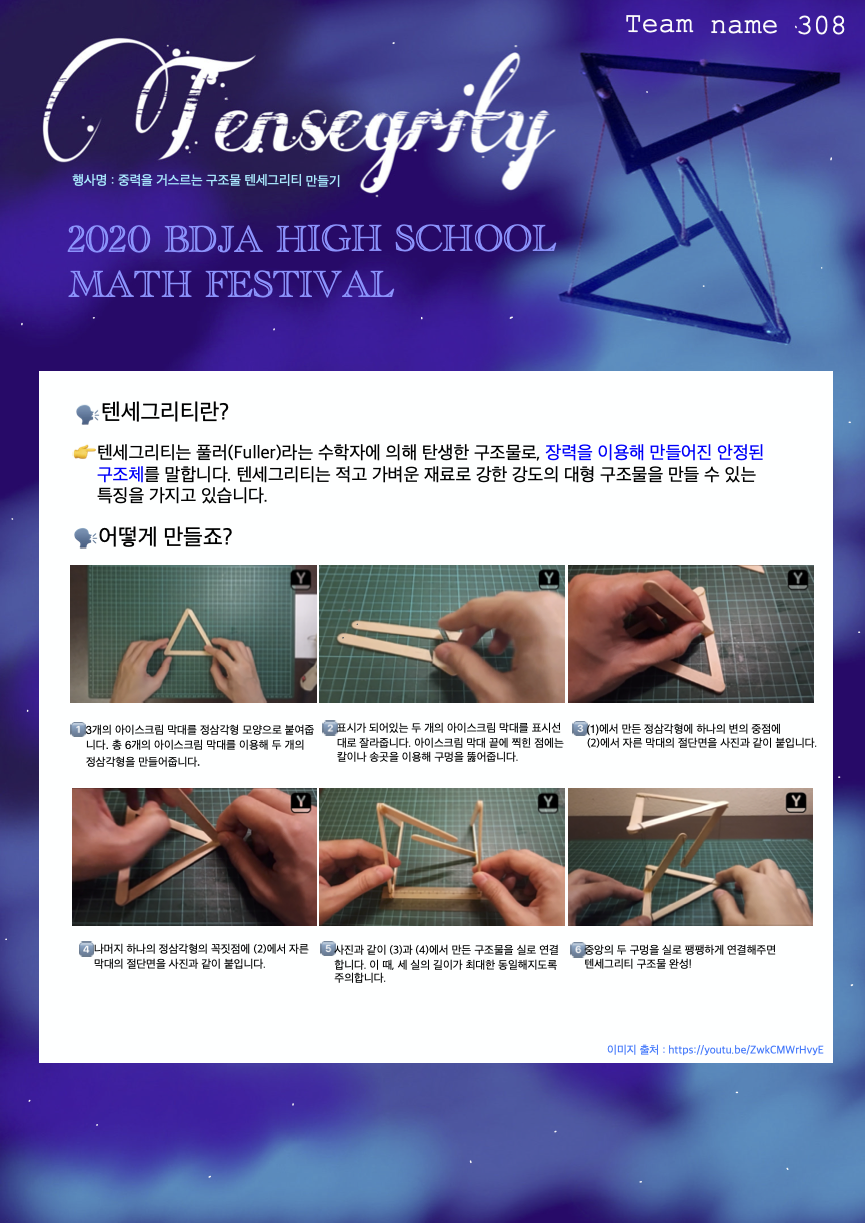 Team name 308
Tensegrity
행사명 : 중력을 거스르는 구조물 텐세그리티 만들기
2020 BDJA HIGH SCHOOL
MATH FESTIVAL
텐세그리티란?
텐세그리티는 풀러(Fuller)라는 수학자에 의해 탄생한 구조물로, 장력을 이용해 만들어진 안정된
구조체를 말합니다. 텐세그리티는 적고 가벼운 재료로 강한 강도의 대형 구조물을 만들 수 있는
특징을 가지고 있습니다.
어떻게 만들죠?
Y
Y
Y
1 3개의 아이스크림 막대를 정삼각형 모양으로 붙여줍
니다. 총 6개의 아이스크림 막대를 이용해 두 개의
정삼각형을 만들어줍니다.
2 표시가 되어있는 두 개의 아이스크림 막대를 표시선
대로 잘라줍니다. 아이스크림 막대 끝에 찍힌 점에는
칼이나 송곳을 이용해 구멍을 뚫어줍니다.
3 (1)에서 만든 정삼각형에 하나의 변의 중점에
(2)에서 자른 막대의 절단면을 사진과 같이 붙입니다.
Y
Y
Y
4 나머지 하나의 정삼각형의 꼭짓점에 (2)에서 자른
막대의 절단면을 사진과 같이 붙입니다.
5 사진과 같이 (3)과 (4)에서 만든 구조물을 실로 연결
합니다. 이 때, 세 실의 길이가 최대한 동일해지도록
주의합니다.
6 중앙의 두 구멍을 실로 팽팽하게 연결해주면
텐세그리티 구조물 완성!
이미지 출처 : https://youtu.be/ZwkCMWrHvyE